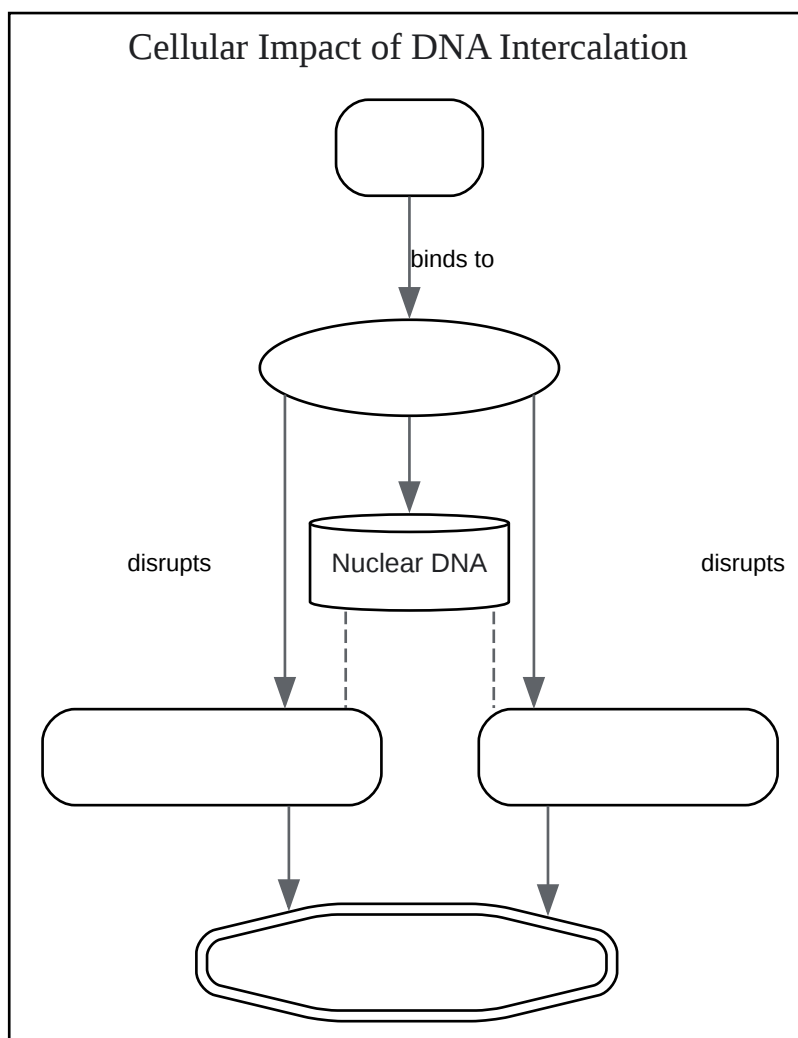 Cellular Impact of DNA Intercalation
binds to
Nuclear DNA
disrupts
disrupts